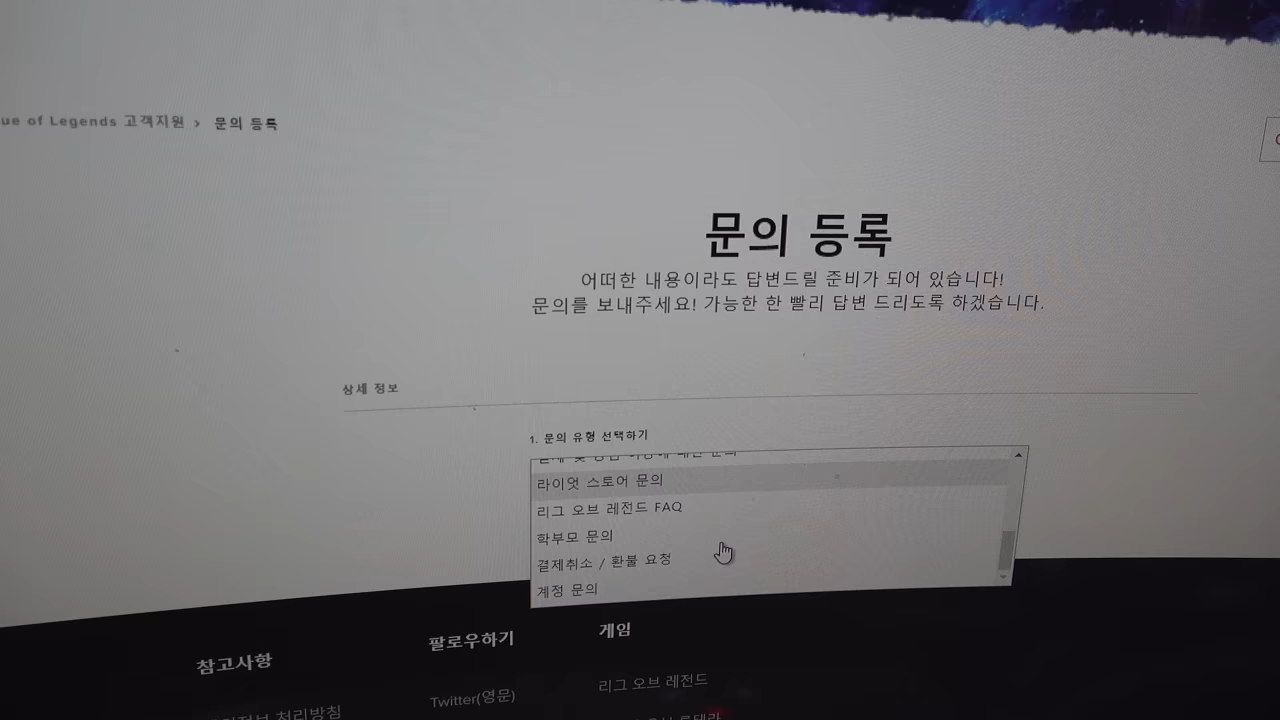 ue of Legends 고객지원 › 문의 등록
문의 등록
어떠한 내용이라도 답변드릴 준비가 되어 있습니다!
문의를 보내주세요! 가능한 한 빨리 답변 드리도록 하겠습니다.
상세 정보
1. 문의 유형 선택하기
라이엇 스토어 문의
리그 오브 레전드 FAQ
학부모 문의
결제취소 / 환불 요청
계정 문의
참고사항
팔로우하기
게임
처리방침
Twitter(영문)
리그 오브 레전드